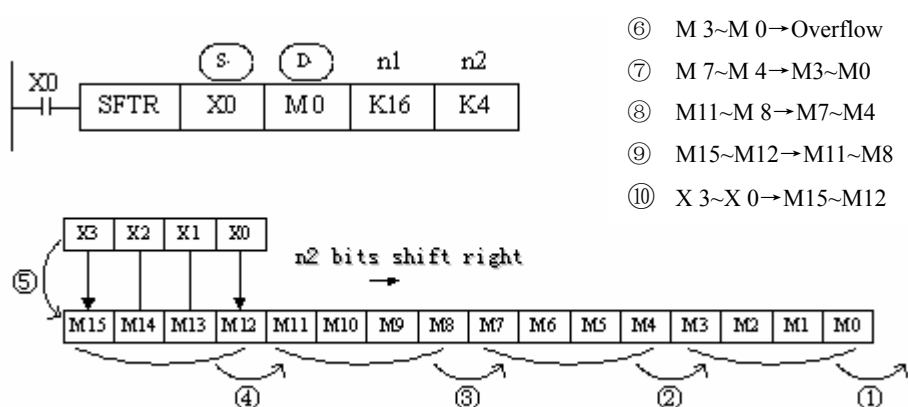 S· D· n1 n2
X0
SFTR X0 M0 K16 K4
⑥ M 3~M 0→Overflow
⑦ M 7~M 4→M3~M0
⑧ M11~M 8→M7~M4
⑨ M15~M12→M11~M8
⑩ X 3~X 0→M15~M12
X3 X2 X1 X0
n2 bits shift right
⑤
M15 M14 M13 M12 M11 M10 M9 M8 M7 M6 M5 M4 M3 M2 M1 M0
④ ③ ② ①